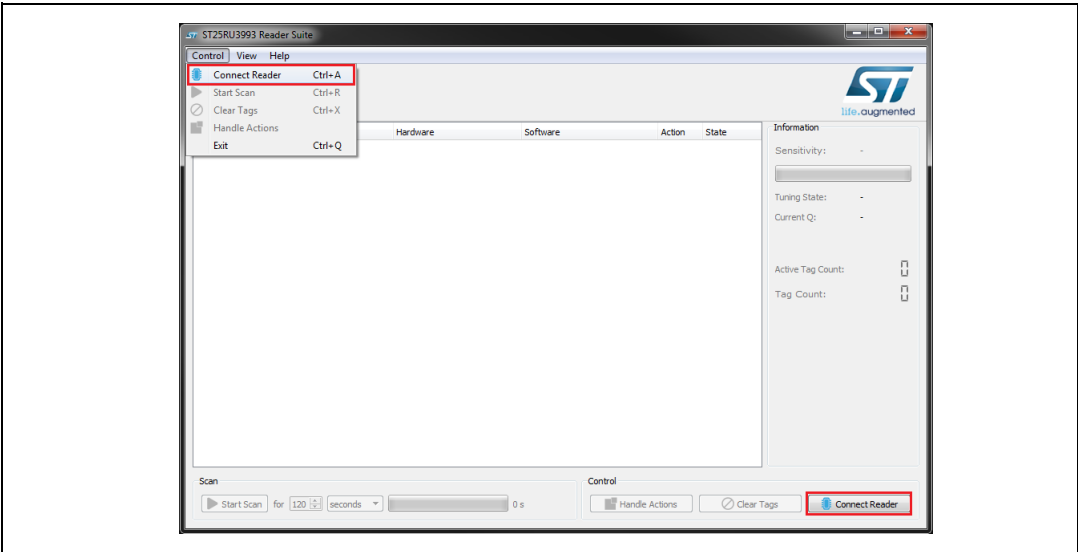 ST25RU3993 Reader Suite
Control View Help
Connect Reader Ctrl+A
Start Scan Ctrl+R
Clear Tags Ctrl+X
Handle Actions
Exit Ctrl+Q
life.augmented
Hardware Software Action State
Information
Sensitivity: -
Tuning State: -
Current Q: -
Active Tag Count: 0
Tag Count: 0
Scan
Start Scan for 120 seconds 0 s
Control
Handle Actions Clear Tags Connect Reader